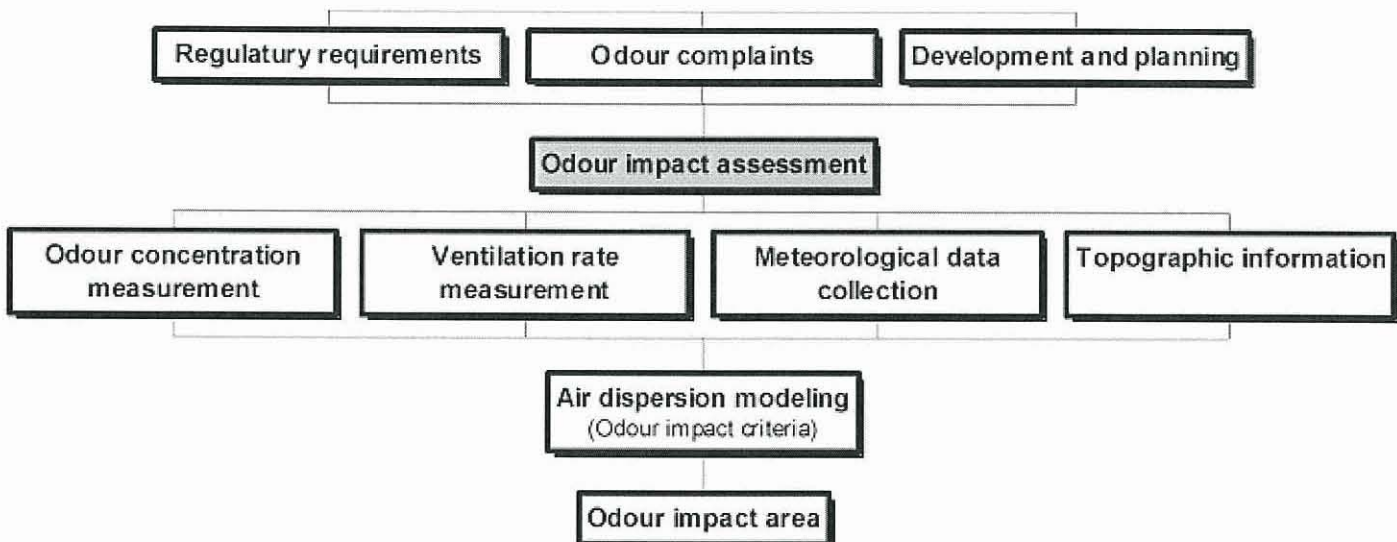 Regulatury requirements
Odour complaints
Development and planning
Odour impact assessment
Odour concentration
measurement
Ventilation rate
measurement
Meteorological data
collection
Topographic information
Air dispersion modeling
(Odour impact criteria)
Odour impact area